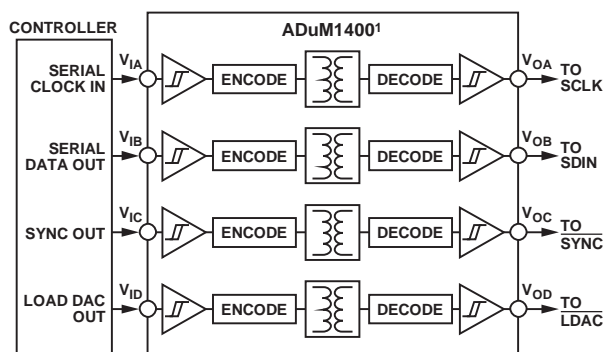 CONTROLLER
ADuM1400¹
SERIAL
CLOCK IN
V_IA
ENCODE
DECODE
V_OA
TO
SCLK
SERIAL
DATA OUT
V_IB
ENCODE
DECODE
V_OB
TO
SDIN
SYNC OUT
V_IC
ENCODE
DECODE
V_OC
TO
SYNC
LOAD DAC
OUT
V_ID
ENCODE
DECODE
V_OD
TO
LDAC